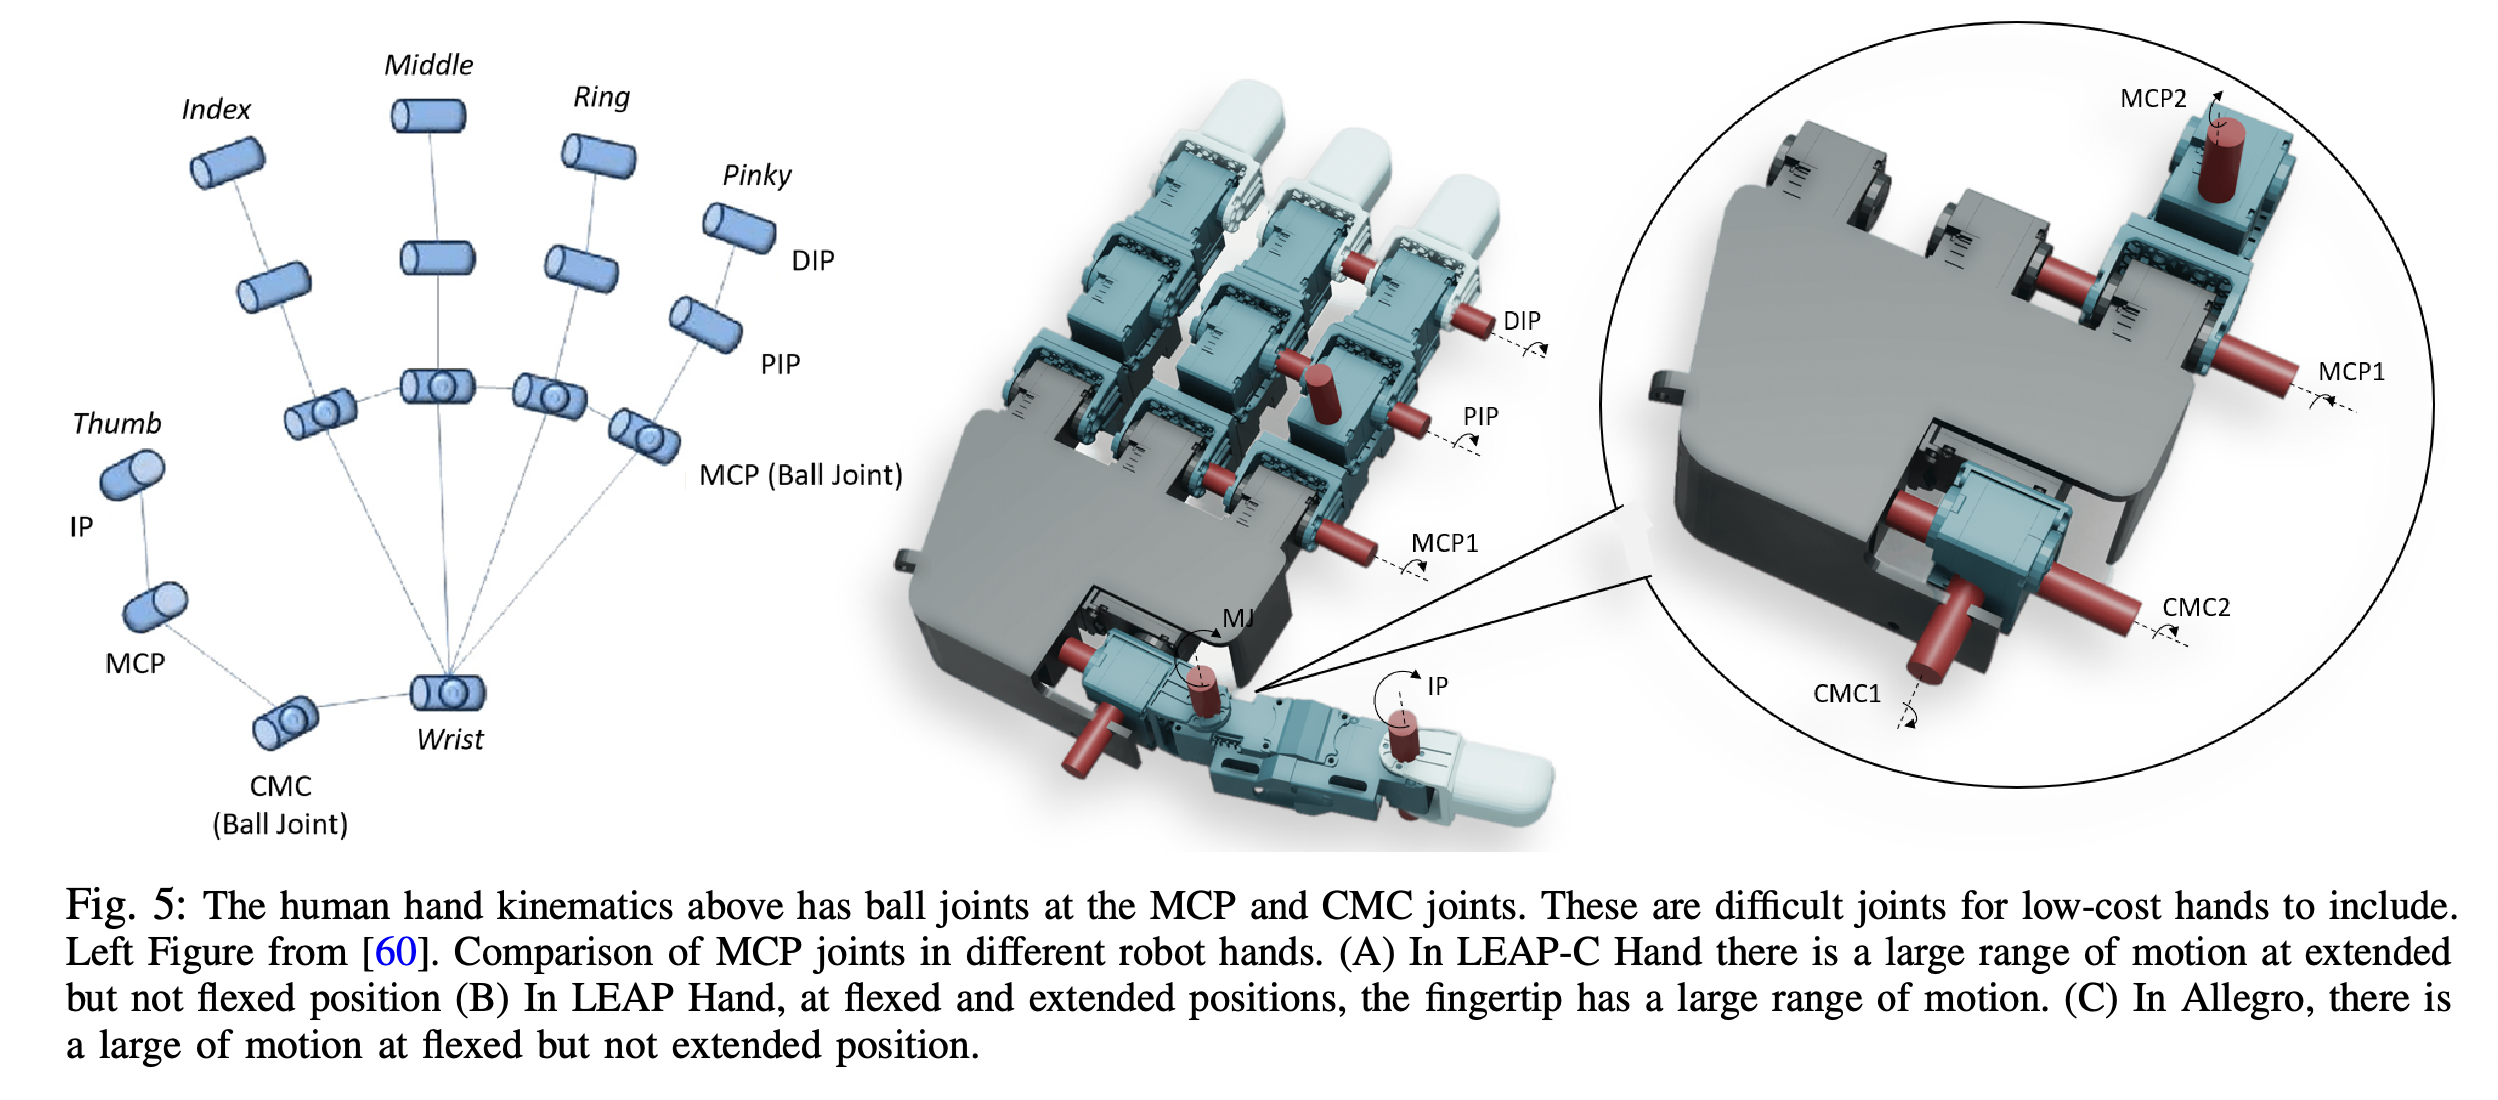 Middle
Index
Ring
Pinky
DIP
PIP
Thumb
MCP (Ball Joint)
IP
MCP
Wrist
CMC
(Ball Joint)
DIP
PIP
MCP1
MJ
IP
MCP2
MCP1
CMC2
CMC1
Fig. 5: The human hand kinematics above has ball joints at the MCP and CMC joints. These are difficult joints for low-cost hands to include.
Left Figure from [60]. Comparison of MCP joints in different robot hands. (A) In LEAP-C Hand there is a large range of motion at extended
but not flexed position (B) In LEAP Hand, at flexed and extended positions, the fingertip has a large range of motion. (C) In Allegro, there is
a large of motion at flexed but not extended position.